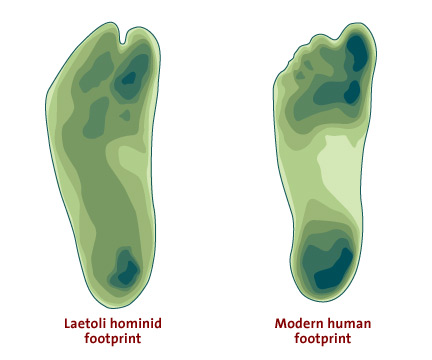 Laetoli hominid
footprint
Modern human
footprint